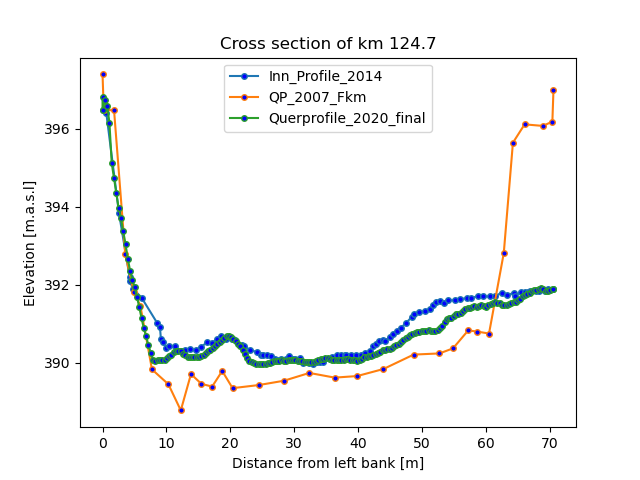 Cross section of km 124.7
Inn_Profile_2014
QP_2007_Fkm
Querprofile_2020_final
Elevation [m.a.s.l]
396
394
392
390
0 10 20 30 40 50 60 70
Distance from left bank [m]